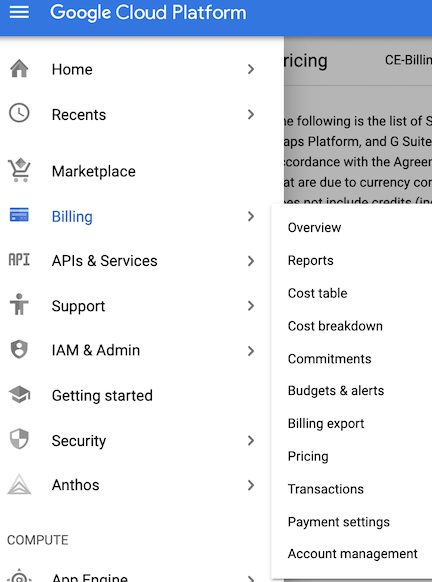 Google Cloud Platform
Home
Recents
Marketplace
Billing
API APIs & Services
Support
IAM & Admin
Getting started
Security
Anthos
COMPUTE
App Engine
ricing CE-Billin
he following is the list of S
aps Platform, and G Suite
ccordance with the Agreen
at are due to currency con
es not include credits (inc
Overview
Reports
Cost table
Cost breakdown
Commitments
Budgets & alerts
Billing export
Pricing
Transactions
Payment settings
Account management